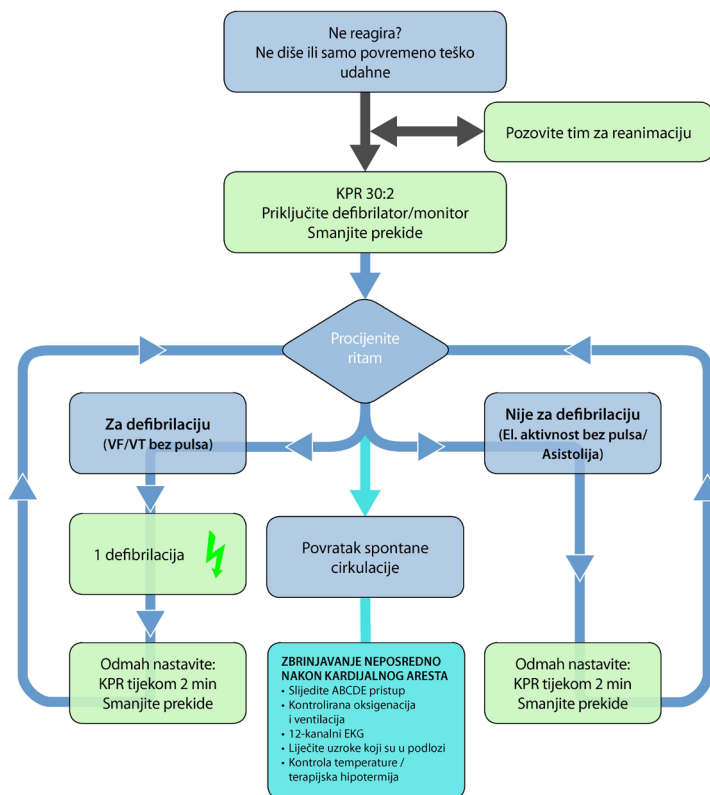 Ne reagira?
Ne diše ili samo povremeno teško
udahne
Pozovite tim za reanimaciju
KPR 30:2
Priključite defibrilator/monitor
Smanjite prekide
Procijenite
ritam
Za defibrilaciju
(VF/VT bez pulsa)
Nije za defibrilaciju
(El. aktivnost bez pulsa/
Asistolija)
1 defibrilacija
Povratak spontane
cirkulacije
Odmah nastavite:
KPR tijekom 2 min
Smanjite prekide
ZBRINJAVANJE NEPOSREDNO
NAKON KARDIJALNOG ARESTA
• Slijedite ABCDE pristup
• Kontrolirana oksigenacija
i ventilacija
• 12-kanalni EKG
• Liječite uzroke koji su u podlozi
• Kontrola temperature /
terapijska hipotermija
Odmah nastavite:
KPR tijekom 2 min
Smanjite prekide